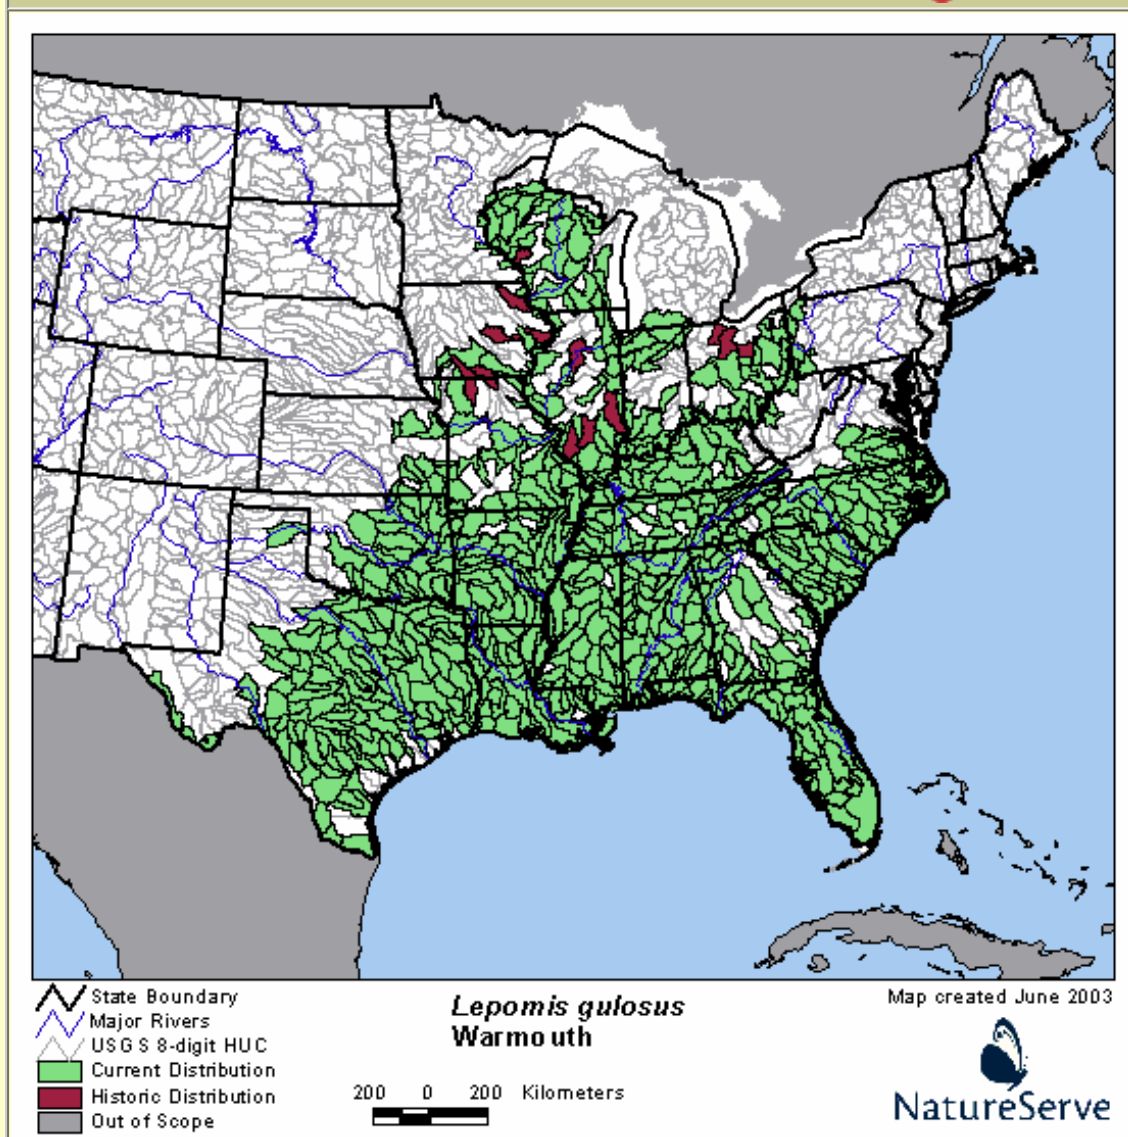 State Boundary
Major Rivers
USGS 8-digit HUC
Current Distribution
Historic Distribution
Out of Scope
Lepomis gulosus
Warmouth
200 0 200 Kilometers
Map created June 2003
NatureServe